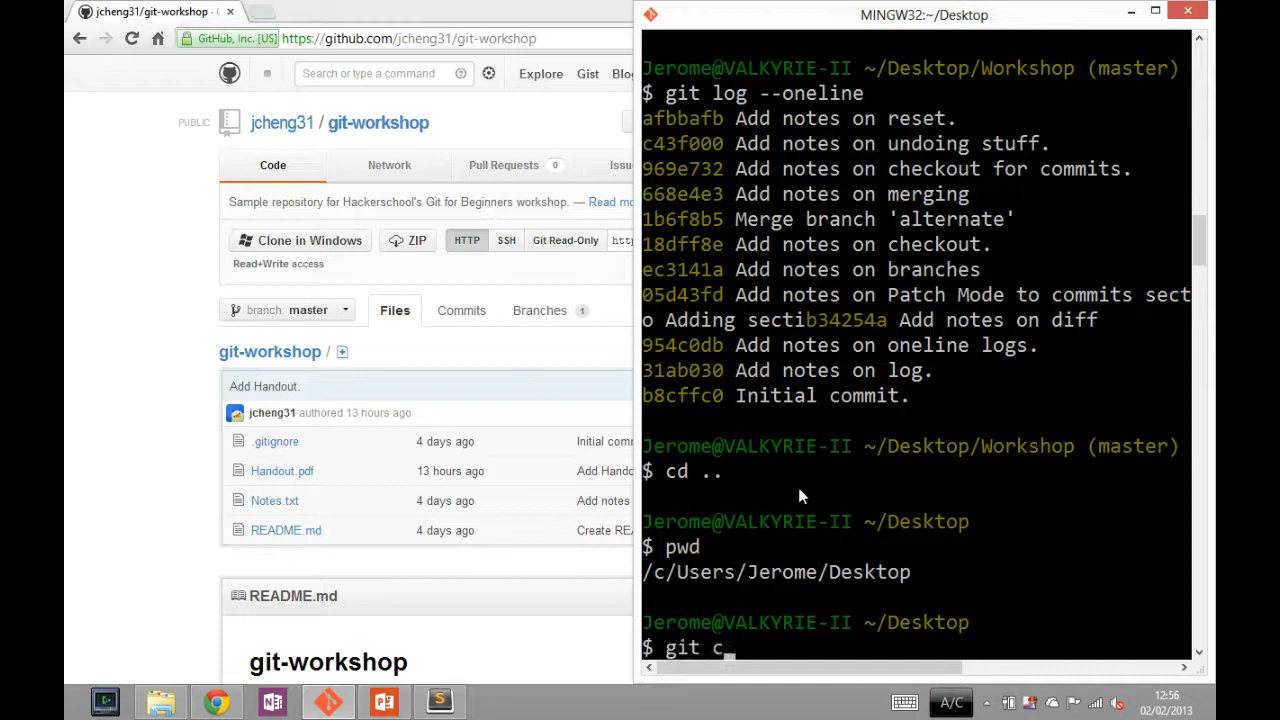 jcheng31/git-workshop · 
MINGW32:~/Desktop
GitHub, Inc. [US] https://github.com/jcheng31/git-workshop
Search or type a command
Explore Gist Blo
PUBLIC jcheng31 / git-workshop
Code Network Pull Requests 0 Issu
Sample repository for Hackerschool's Git for Beginners workshop. — Read mo
Clone in Windows ZIP HTTP SSH Git Read-Only htt
Read+Write access
branch: master Files Commits Branches 1
git-workshop /
Add Handout.
jcheng31 authored 13 hours ago
.gitignore 4 days ago Initial comm
Handout.pdf 13 hours ago Add Handout
Notes.txt 4 days ago Add notes
README.md 4 days ago Create RE
README.md
git-workshop
Jerome@VALKYRIE-II ~/Desktop/Workshop (master)
$ git log --oneline
afbbafb Add notes on reset.
c43f000 Add notes on undoing stuff.
969e732 Add notes on checkout for commits.
668e4e3 Add notes on merging
1b6f8b5 Merge branch 'alternate'
18dff8e Add notes on checkout.
ec3141a Add notes on branches
05d43fd Add notes on Patch Mode to commits sect
o Adding sectib34254a Add notes on diff
954c0db Add notes on oneline logs.
31ab030 Add notes on log.
b8cffc0 Initial commit.
Jerome@VALKYRIE-II ~/Desktop/Workshop (master)
$ cd ..
Jerome@VALKYRIE-II ~/Desktop
$ pwd
/c/Users/Jerome/Desktop
Jerome@VALKYRIE-II ~/Desktop
$ git c
A/C
12:56
02/02/2013